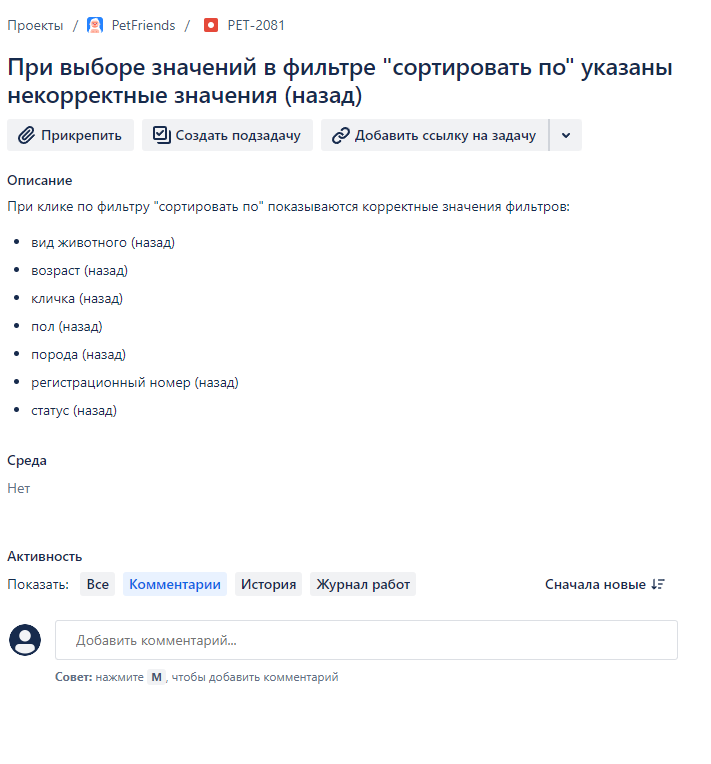 Проекты / PetFriends / PET-2081
При выборе значений в фильтре "сортировать по" указаны
некорректные значения (назад)
Прикрепить Создать подзадачу Добавить ссылку на задачу
Описание
При клике по фильтру "сортировать по" показываются корректные значения фильтров:
• вид животного (назад)
• возраст (назад)
• кличка (назад)
• пол (назад)
• порода (назад)
• регистрационный номер (назад)
• статус (назад)
Среда
Нет
Активность
Показать: Все Комментарии История Журнал работ Сначала новые
Добавить комментарий...
Совет: нажмите M , чтобы добавить комментарий